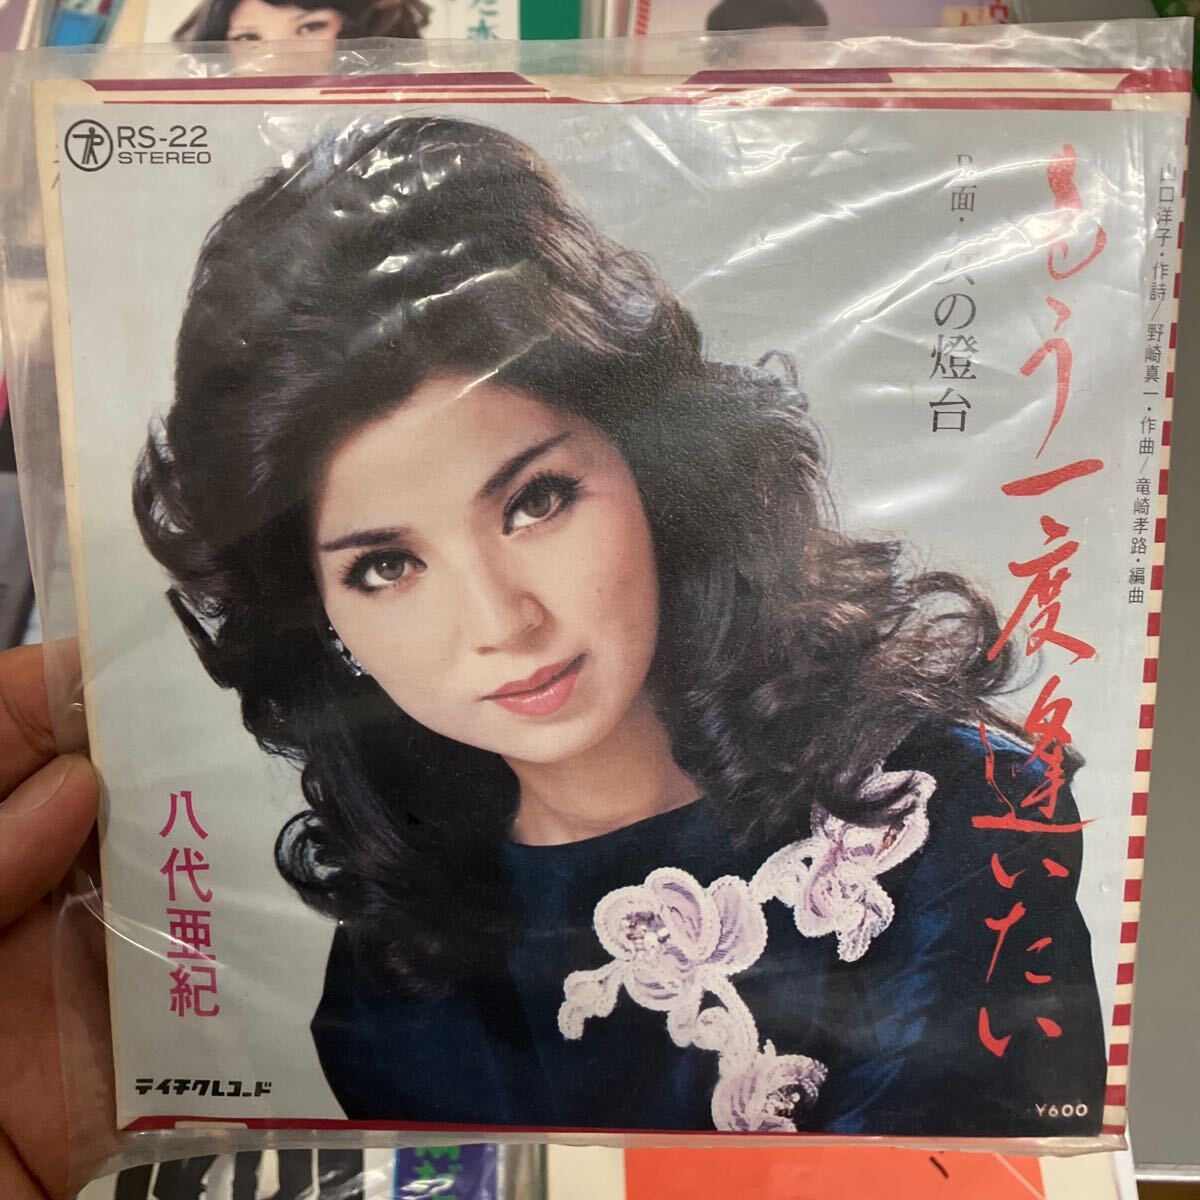 RS-22
STEREO
もう一度逢いたい
面・
の燈台
山口洋子・作詩/野崎真一・作曲/竜崎孝路・編曲
八代亜紀
テイチクレコード
¥600